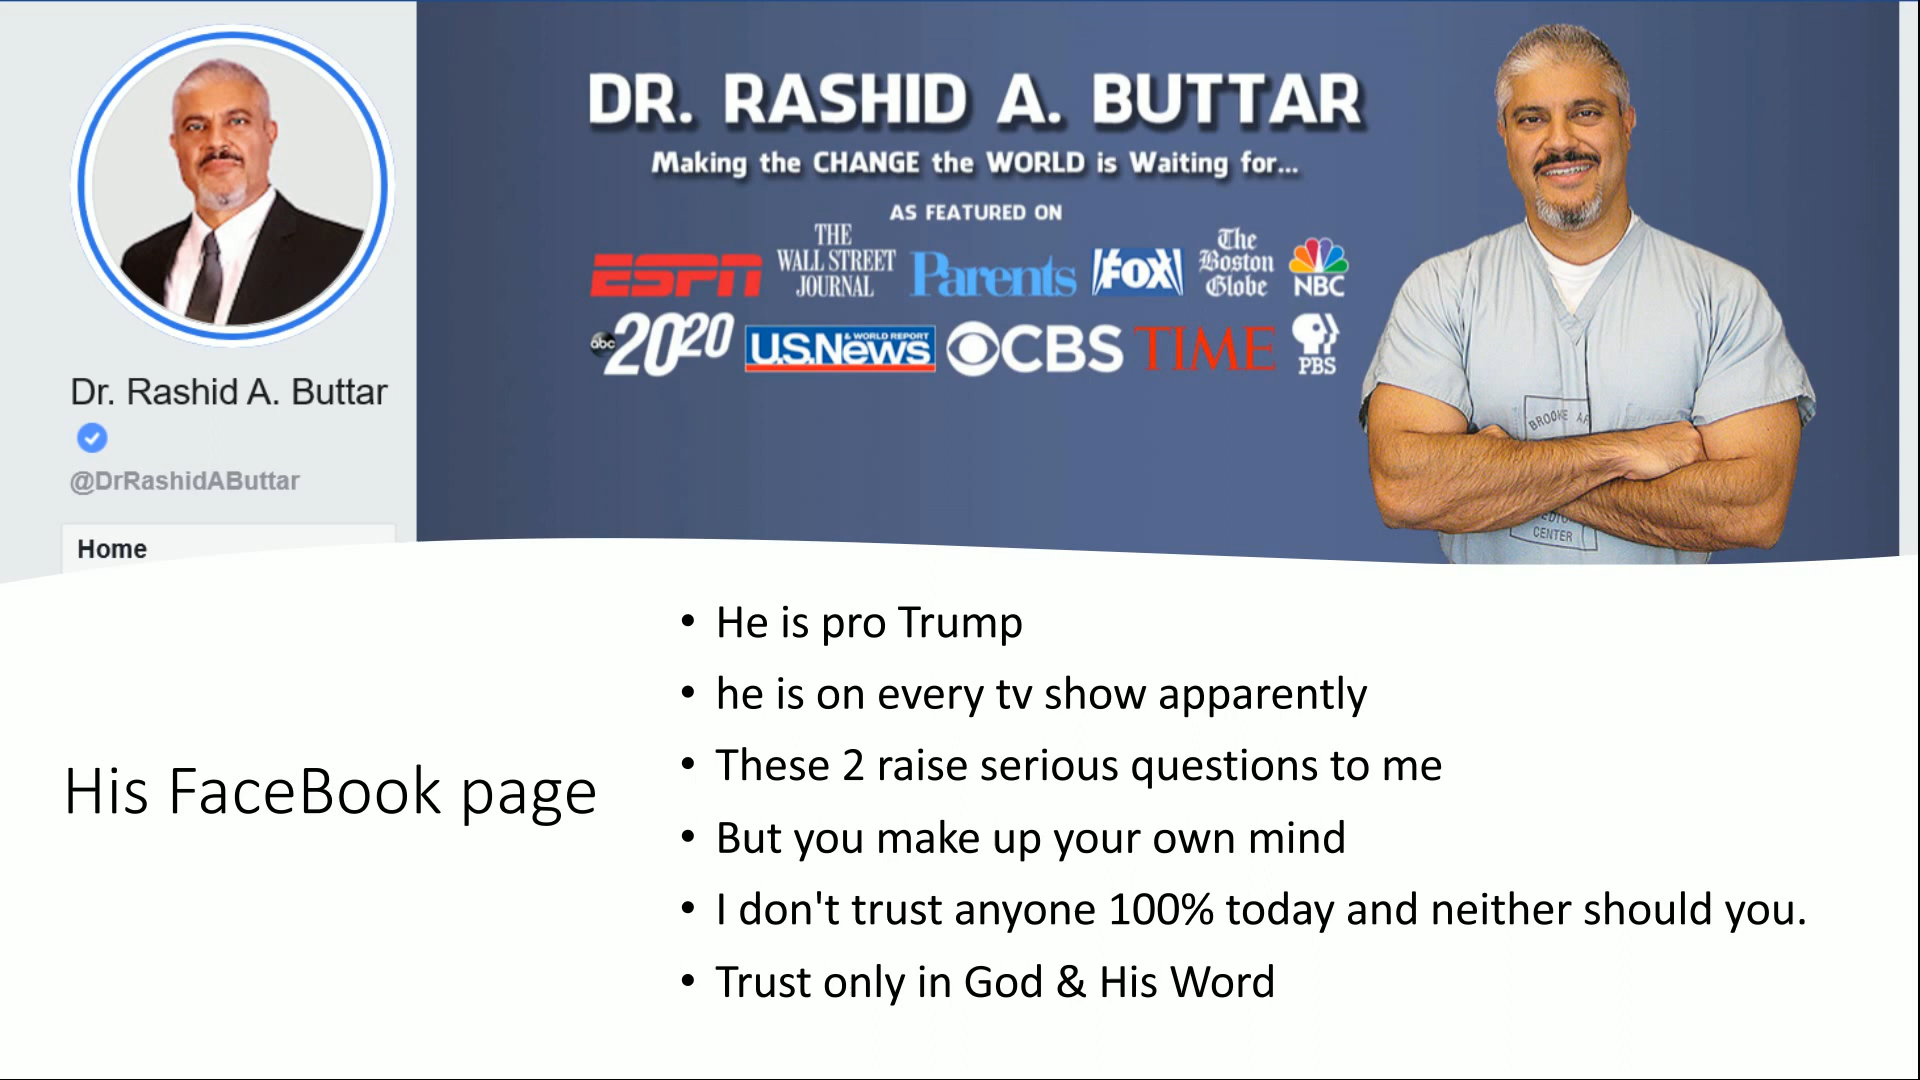 DR. RASHID A. BUTTAR
Making the CHANGE the WORLD is Waiting for...
AS FEATURED ON
ESPN
THE
WALL STREET
JOURNAL
Parents
FOX
The
Boston
Globe
NBC
abc 2020
U.S.News
& WORLD REPORT
CBS
TIME
PBS
BROOKE
CENTER
Dr. Rashid A. Buttar
@DrRashidAButtar
Home
His FaceBook page
• He is pro Trump
• he is on every tv show apparently
• These 2 raise serious questions to me
• But you make up your own mind
• I don't trust anyone 100% today and neither should you.
• Trust only in God & His Word